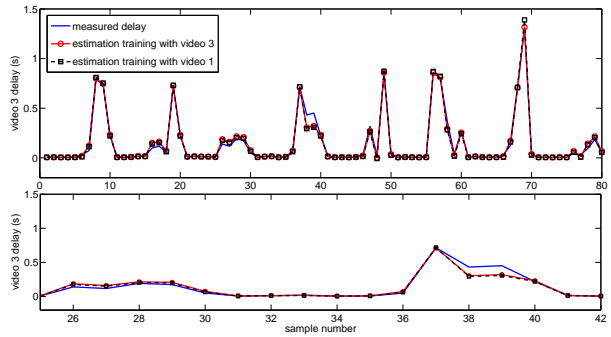 1.5
measured delay
estimation training with video 3
estimation training with video 1
1
0.5
0
video 3 delay (s)
0 10 20 30 40 50 60 70 80
1.5
1
0.5
0
video 3 delay (s)
26 28 30 32 34 36 38 40 42
sample number